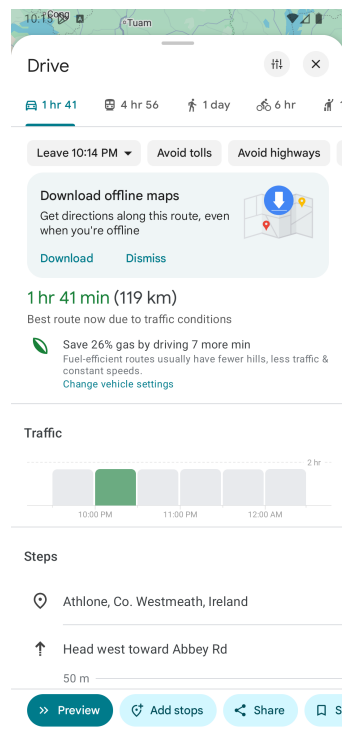 10:15
Cong
Tuam
Drive
1 hr 41
4 hr 56
1 day
6 hr
Leave 10:14 PM
Avoid tolls
Avoid highways
Download offline maps
Get directions along this route, even
when you're offline
Download
Dismiss
1 hr 41 min (119 km)
Best route now due to traffic conditions
Save 26% gas by driving 7 more min
Fuel-efficient routes usually have fewer hills, less traffic &
constant speeds.
Change vehicle settings
Traffic
2 hr
10:00 PM
11:00 PM
12:00 AM
Steps
Athlone, Co. Westmeath, Ireland
Head west toward Abbey Rd
50 m
Preview
Add stops
Share
S